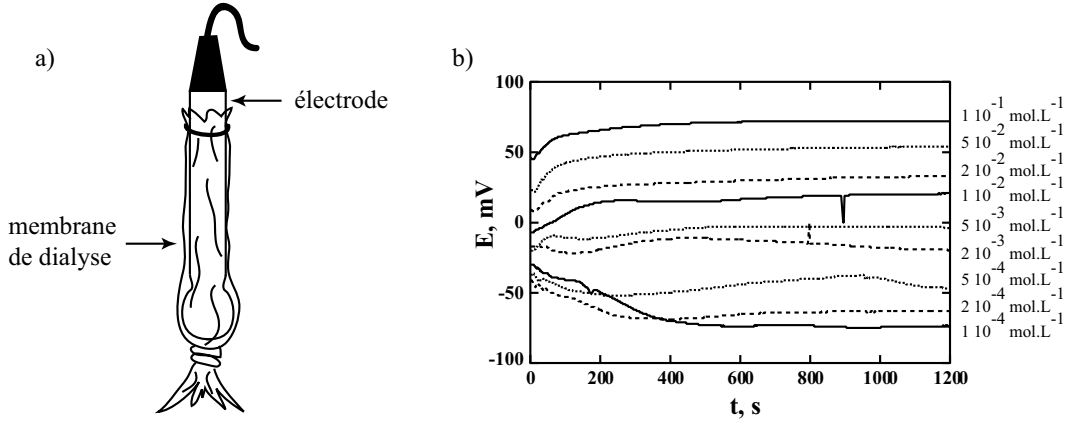 a)
électrode
membrane
de dialyse
b)
E, mV
100
50
0
-50
-100
0
200
400
600
800
1000
1200
t, s
1 10^-1 mol.L^-1
5 10^-2 mol.L^-1
2 10^-2 mol.L^-1
1 10^-2 mol.L^-1
5 10^-3 mol.L^-1
2 10^-3 mol.L^-1
5 10^-4 mol.L^-1
2 10^-4 mol.L^-1
1 10^-4 mol.L^-1